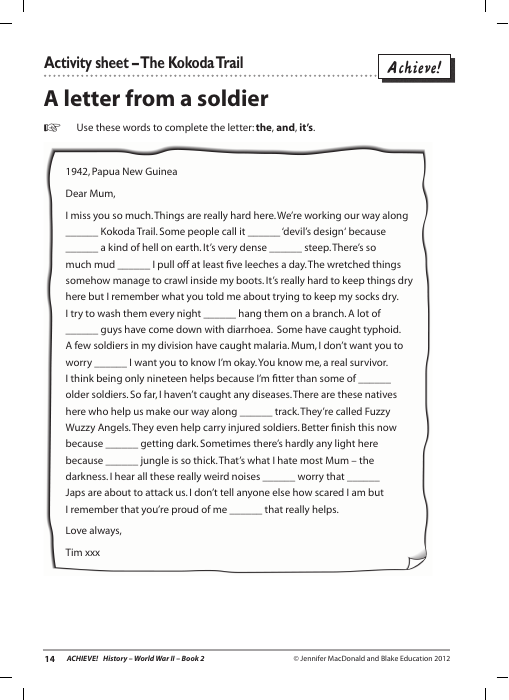 Activity sheet – The Kokoda Trail
Achieve!
A letter from a soldier
Use these words to complete the letter: the, and, it's.
1942, Papua New Guinea
Dear Mum,
I miss you so much. Things are really hard here. We're working our way along
______ Kokoda Trail. Some people call it ______ 'devil's design' because
______ a kind of hell on earth. It's very dense ______ steep. There's so
much mud ______ I pull off at least five leeches a day. The wretched things
somehow manage to crawl inside my boots. It's really hard to keep things dry
here but I remember what you told me about trying to keep my socks dry.
I try to wash them every night ______ hang them on a branch. A lot of
______ guys have come down with diarrhoea.  Some have caught typhoid.
A few soldiers in my division have caught malaria. Mum, I don't want you to
worry ______ I want you to know I'm okay. You know me, a real survivor.
I think being only nineteen helps because I'm fitter than some of ______
older soldiers. So far, I haven't caught any diseases. There are these natives
here who help us make our way along ______ track. They're called Fuzzy
Wuzzy Angels. They even help carry injured soldiers. Better finish this now
because ______ getting dark. Sometimes there's hardly any light here
because ______ jungle is so thick. That's what I hate most Mum – the
darkness. I hear all these really weird noises ______ worry that ______
Japs are about to attack us. I don't tell anyone else how scared I am but
I remember that you're proud of me ______ that really helps.
Love always,
Tim xxx
14 ACHIEVE! History – World War II – Book 2
© Jennifer MacDonald and Blake Education 2012